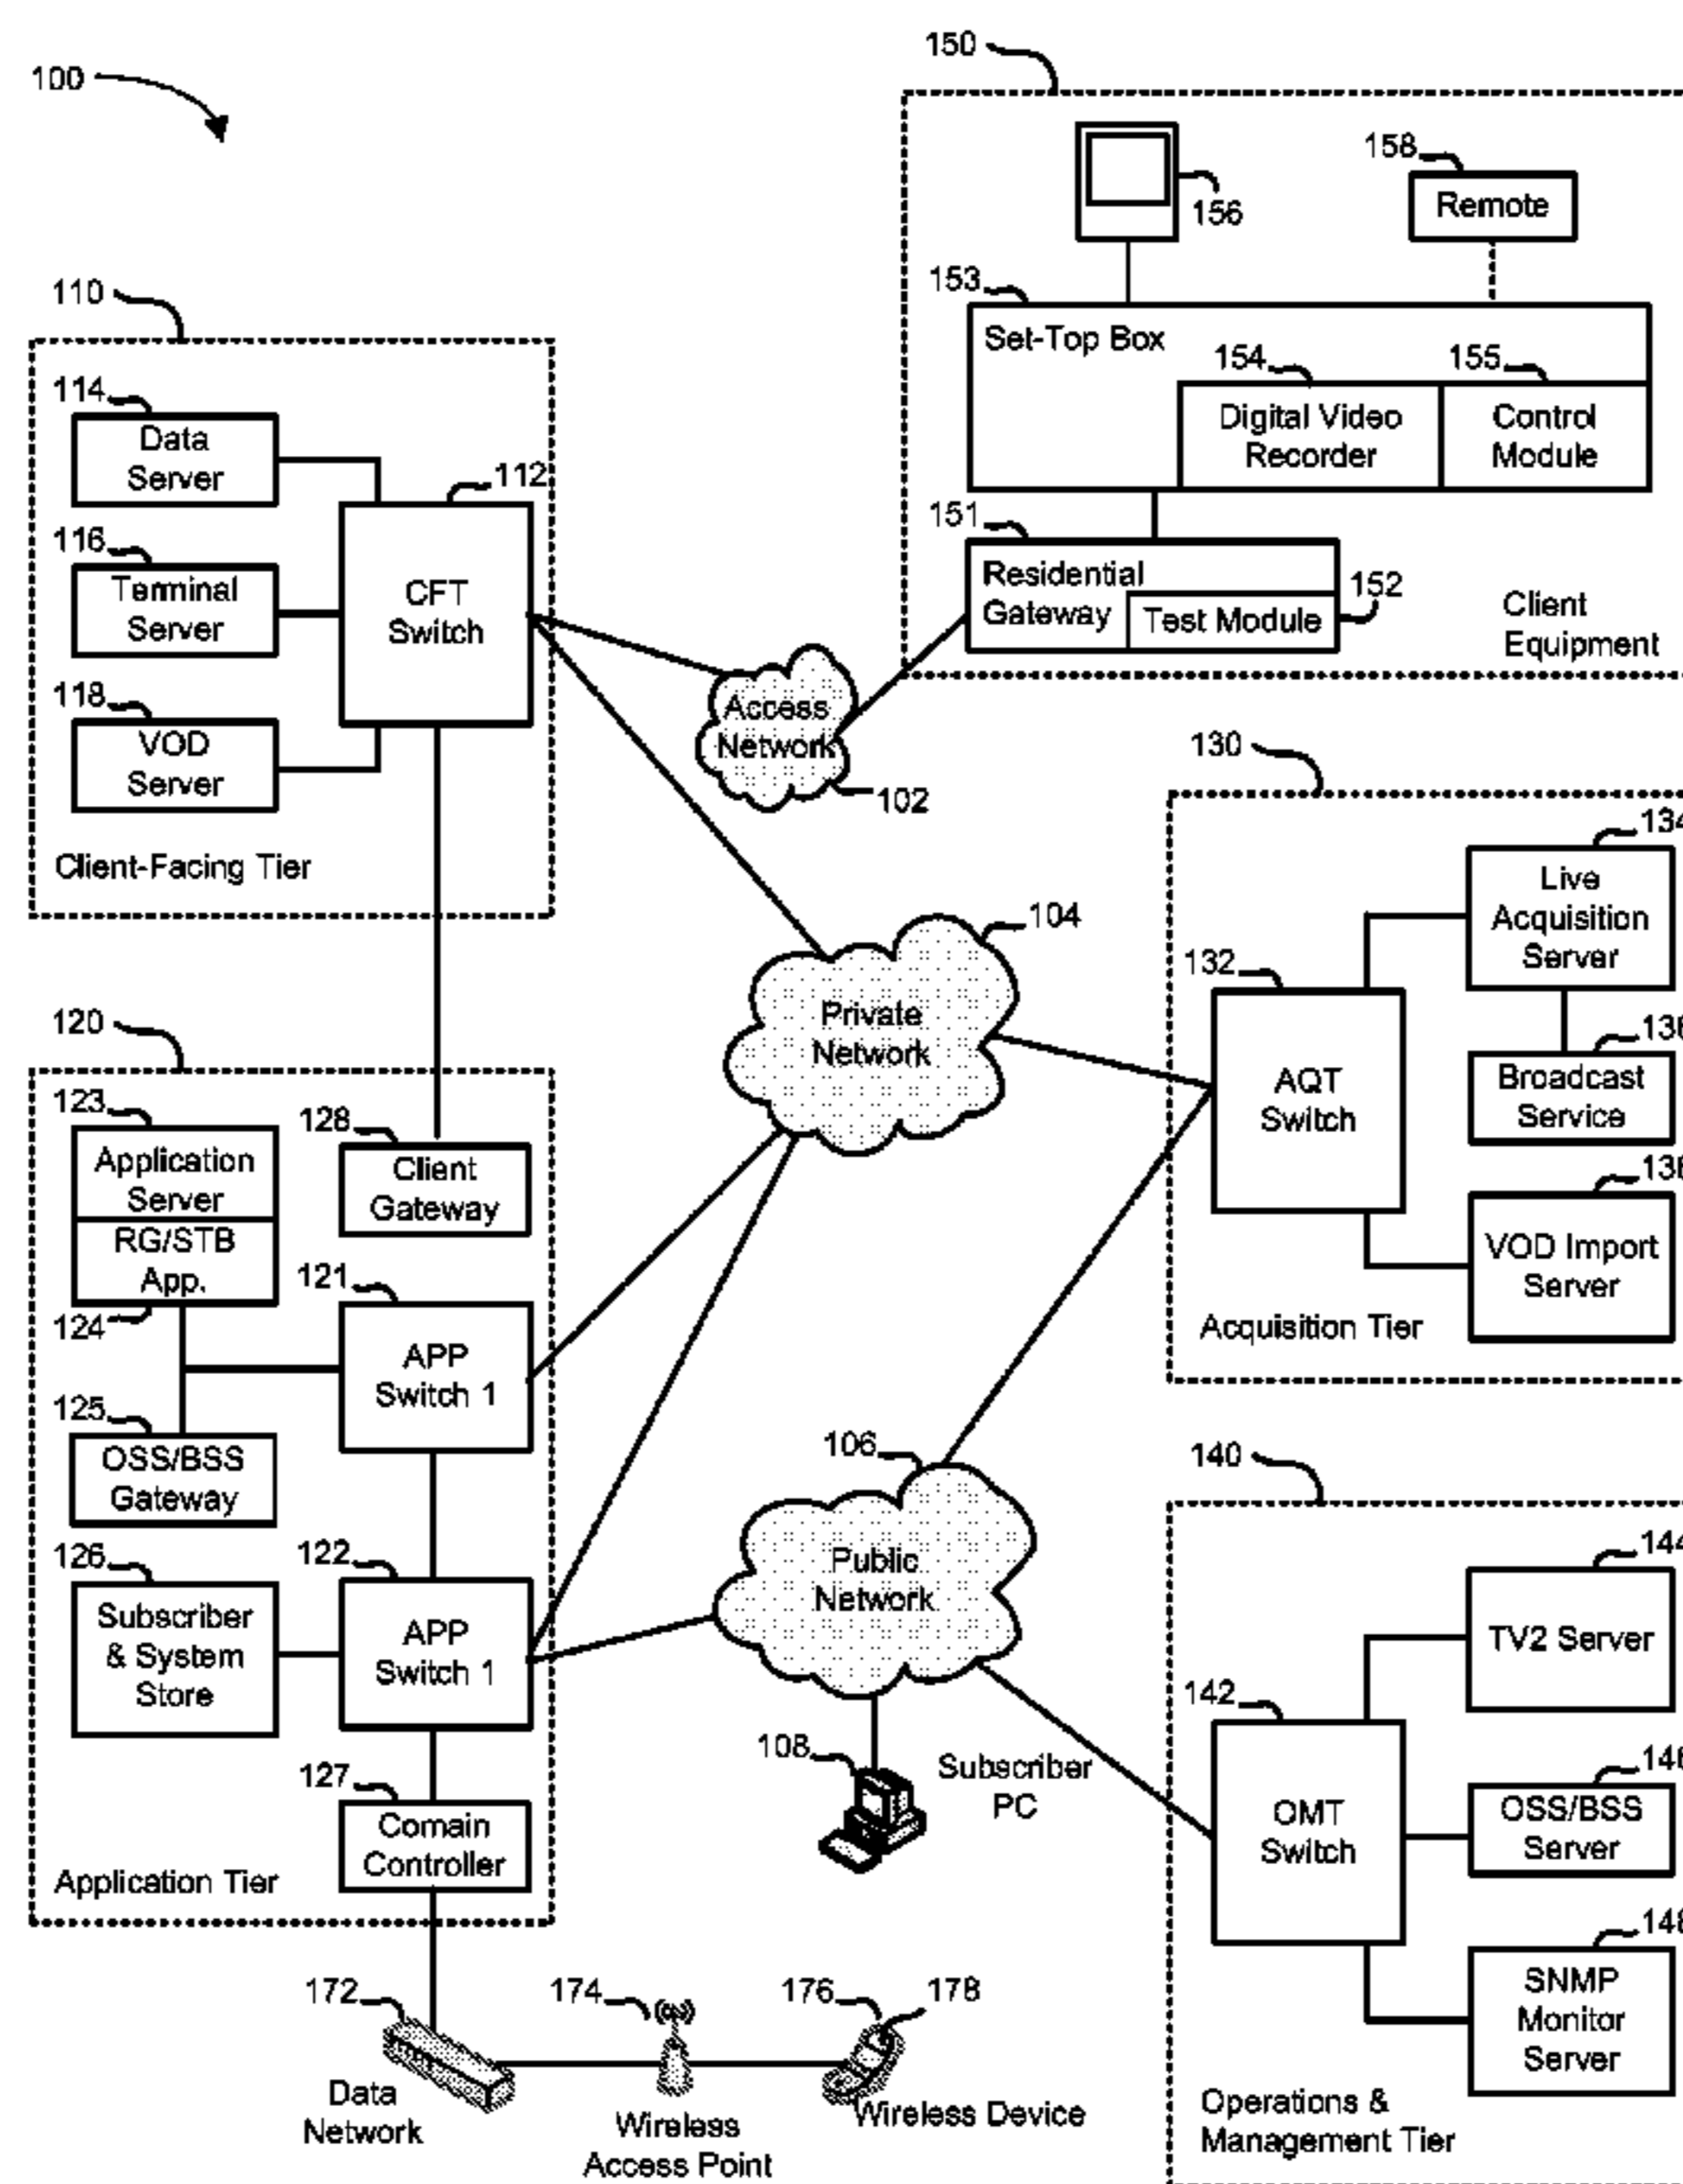 100
150
158
Remote
156
153
Set-Top Box
154
155
Digital Video
Recorder
Control
Module
151
Residential
Gateway
Test Module
152
Client
Equipment
110
114
Data
Server
112
116
Terminal
Server
CFT
Switch
118
VOD
Server
Client-Facing Tier
Access
Network
102
104
Private
Network
130
134
Live
Acquisition
Server
132
AQT
Switch
Broadcast
Service
VOD Import
Server
Acquisition Tier
120
123
Application
Server
RG/STB
App.
124
128
Client
Gateway
121
APP
Switch 1
125
OSS/BSS
Gateway
126
Subscriber
& System
Store
122
APP
Switch 1
127
Comain
Controller
Application Tier
106
Public
Network
108
Subscriber
PC
140
144
TV2 Server
142
OMT
Switch
OSS/BSS
Server
SNMP
Monitor
Server
Operations &
Management Tier
172
Data
Network
174
Wireless
Access Point
176
178
Wireless Device